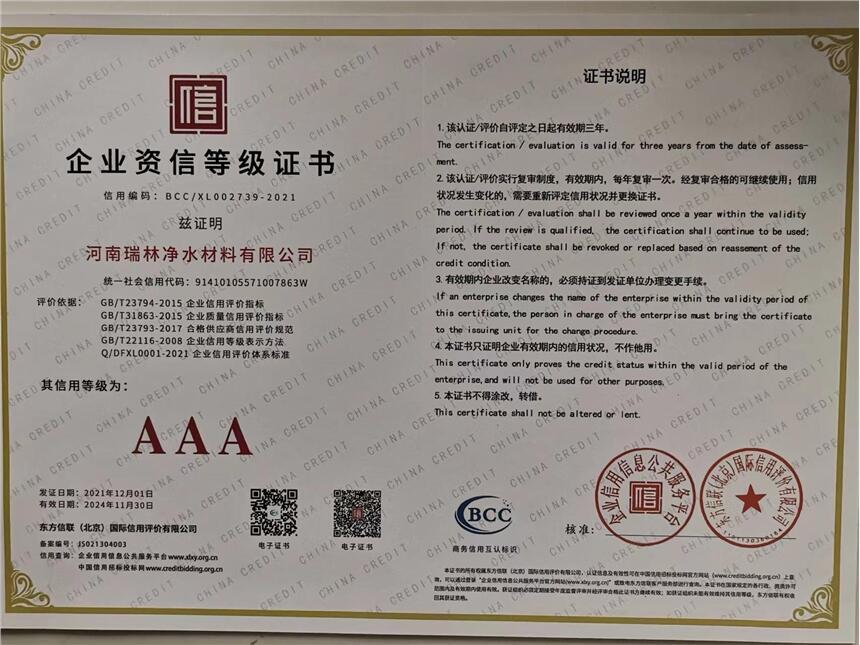 信
企业资信等级证书
信用编码：BCC/XL002739-2021
兹证明
河南瑞林净水材料有限公司
统一社会信用代码：91410105571007863W
评价依据：
GB/T23794-2015 企业信用评价指标
GB/T31863-2015 企业质量信用评价指标
GB/T23793-2017 合格供应商信用评价规范
GB/T22116-2008 企业信用等级表示方法
Q/DFXL0001-2021 企业信用评价体系标准
其信用等级为：
AAA
发证日期：2021年12月01日
有效日期：2024年11月30日
东方信联（北京）国际信用评价有限公司
备案编号：JS021304003
信用查询：企业信用信息公共服务平台www.xbxy.org.cn
中国信用招标投标网www.creditbidding.org.cn
电子证书
电子证书
证书说明
1. 该认证/评价自评定之日起有效期三年。
The certification / evaluation is valid for three years from the date of assess-
ment.
2. 该认证/评价实行复审制度，有效期内，每年复审一次。经复审合格的可继续使用；信用
状况发生变化的，需要重新评定信用状况并更换证书。
The certification / evaluation shall be reviewed once a year within the validity
period. If the review is qualified, the certification shall continue to be used;
If not, the certificate shall be revoked or replaced based on reassement of the
credit condition.
3. 有效期内企业改变名称的，必须持证到发证单位办理变更手续。
If an enterprise changes the name of the enterprise within the validity period of
this certificate,the person in charge of the enterprise must bring the certificate
to the issuing unit for the change procedure.
4. 本证书只证明企业有效期内的信用状况，不作他用。
This certificate only proves the credit status within the valid period of the
enterprise,and will not be used for other purposes.
5. 本证书不得涂改，转借。
This certificate shall not be altered or lent.
BCC
商务信用互认标识
核准：
企业信用信息公共服务平台
信
东方信联（北京）国际信用评价有限公司
CHINA CREDIT